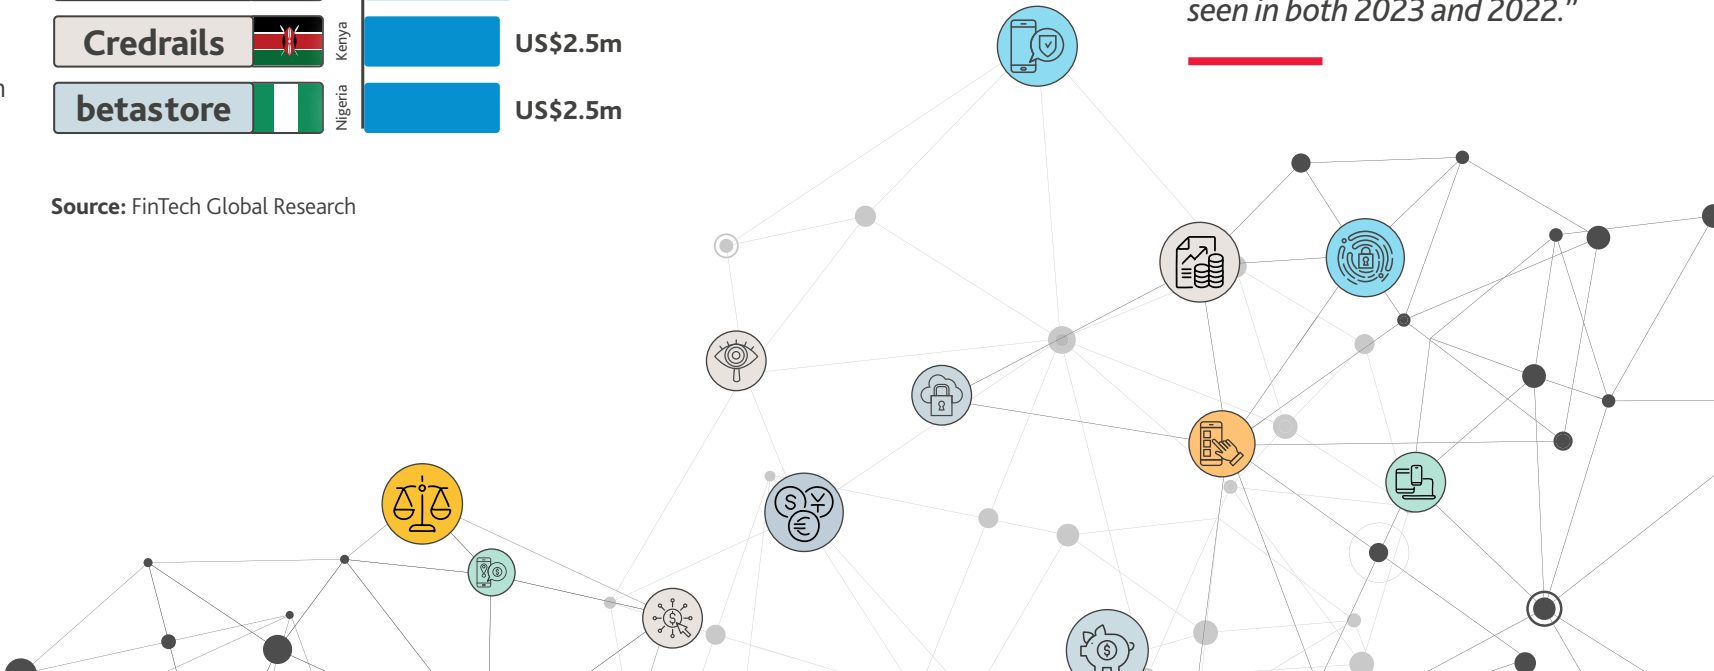 seen in both 2023 and 2022.”
Credrails
Kenya
US$2.5m
betastore
Nigeria
US$2.5m
Source: FinTech Global Research